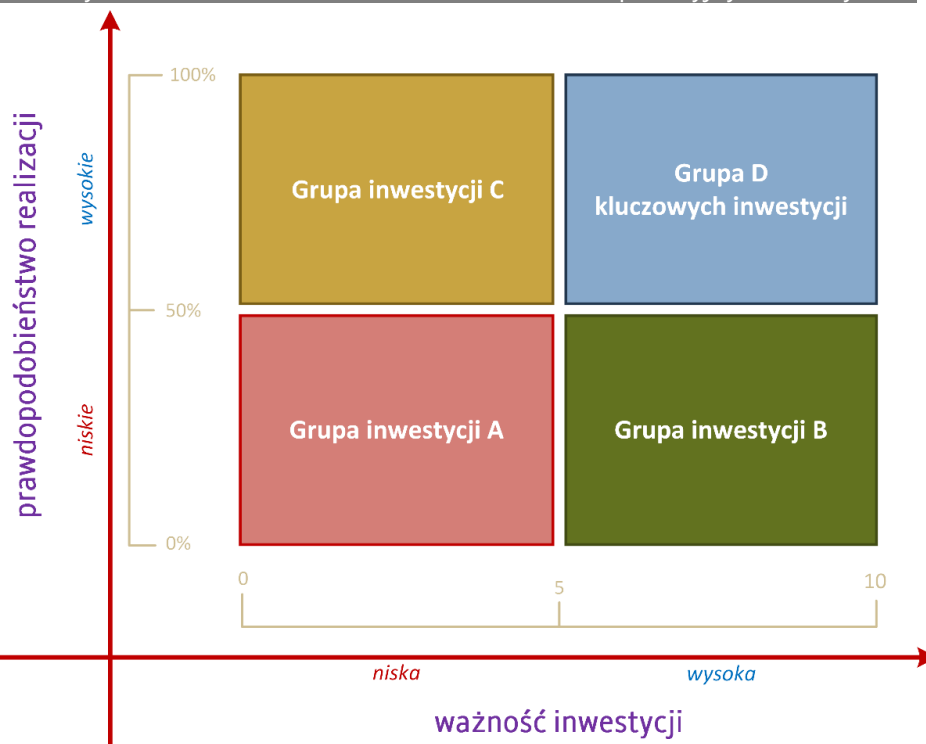 100%
prawdopodobieństwo realizacji
wysokie
Grupa inwestycji C
Grupa D
kluczowych inwestycji
50%
niskie
Grupa inwestycji A
Grupa inwestycji B
0%
0
5
10
niska
wysoka
ważność inwestycji